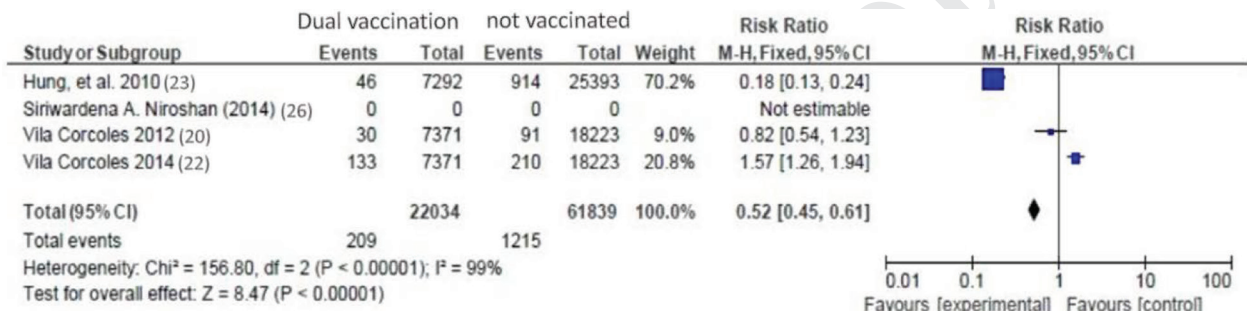 Dual vaccination not vaccinated Risk Ratio Risk Ratio
Study or Subgroup Events Total Events Total Weight M-H, Fixed, 95% CI M-H, Fixed, 95% CI
Hung, et al. 2010 (23) 46 7292 914 25393 70.2% 0.18 [0.13, 0.24]
Siriwardena A. Niroshan (2014) (26) 0 0 0 0 Not estimable
Vila Corcoles 2012 (20) 30 7371 91 18223 9.0% 0.82 [0.54, 1.23]
Vila Corcoles 2014 (22) 133 7371 210 18223 20.8% 1.57 [1.26, 1.94]
Total (95% CI) 22034 61839 100.0% 0.52 [0.45, 0.61]
Total events 209 1215
Heterogeneity: Chi² = 156.80, df = 2 (P < 0.00001); I² = 99%
Test for overall effect: Z = 8.47 (P < 0.00001)
0.01 0.1 1 10 100
Favours [experimental] Favours [control]